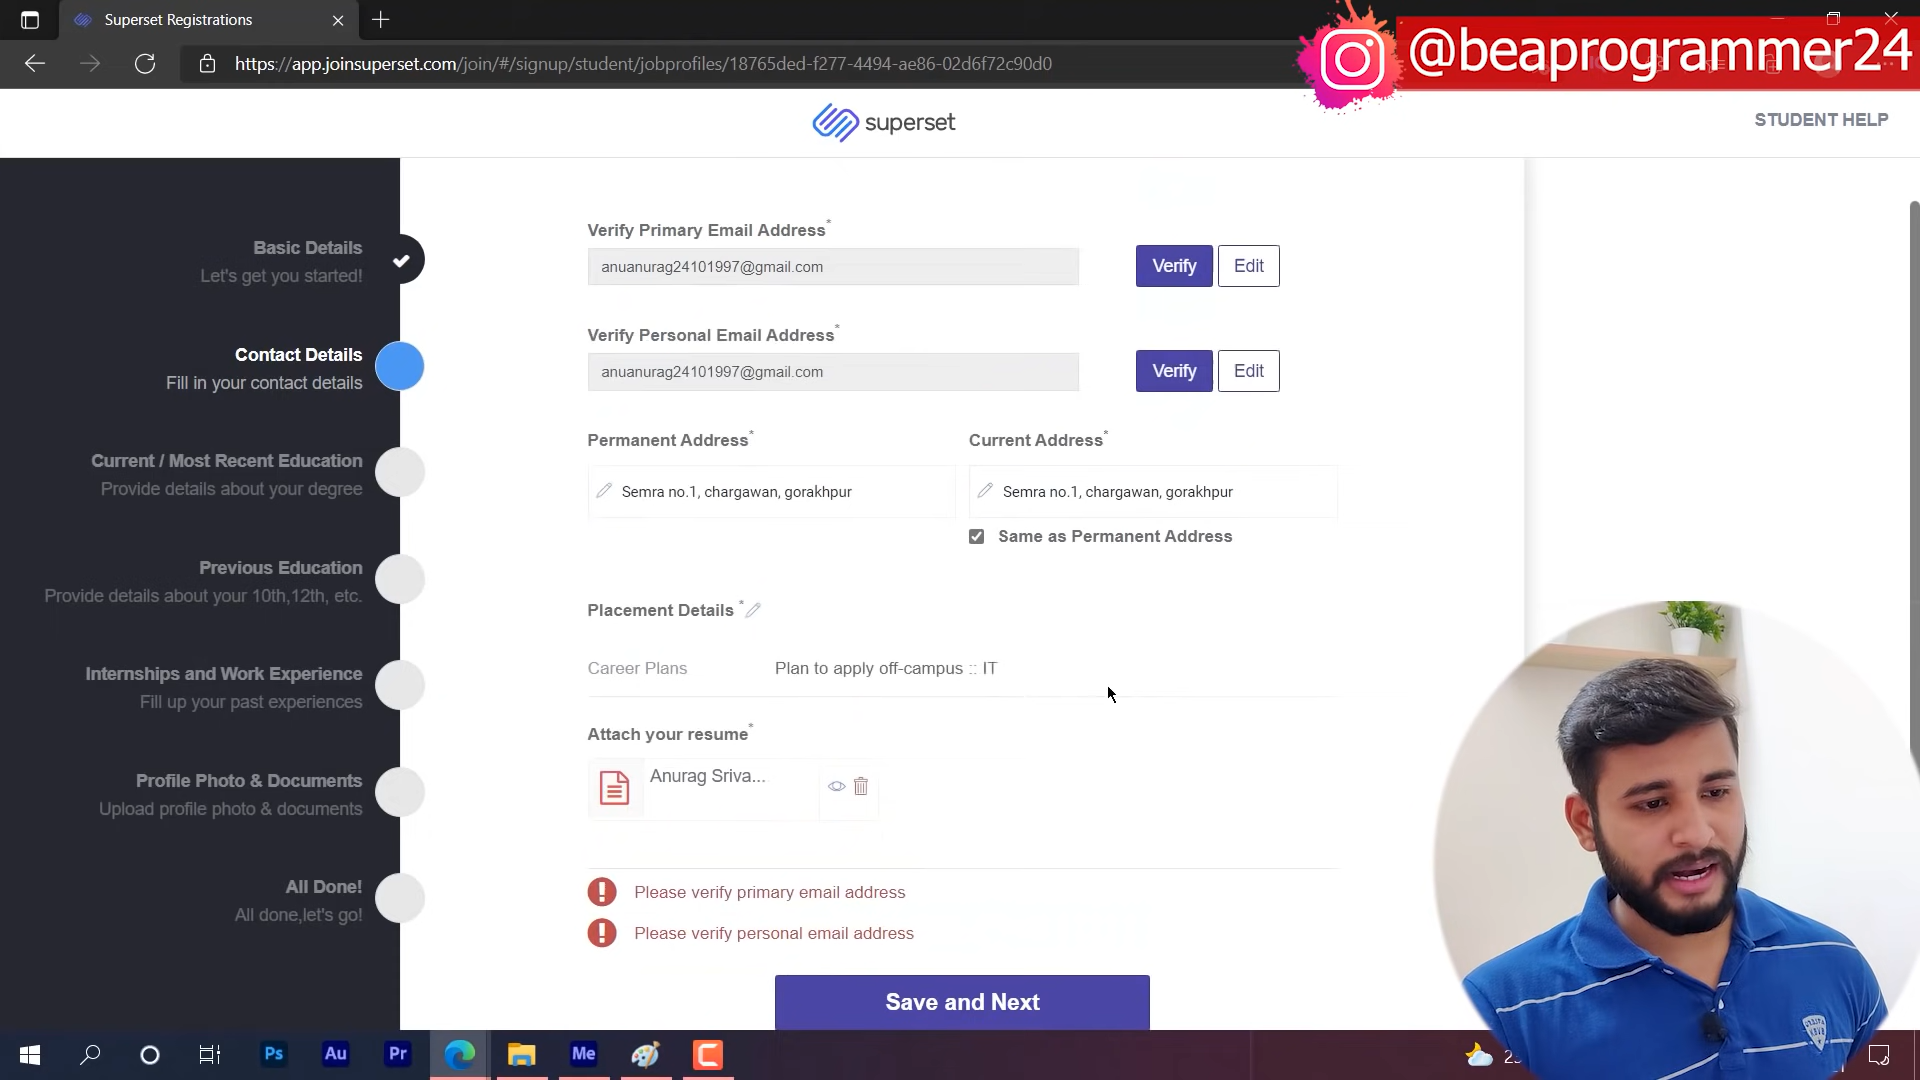 Superset Registrations
@beaprogrammer24
https://app.joinsuperset.com/join/#/signup/student/jobprofiles/18765ded-f277-4494-ae86-02d6f72c90d0
superset
STUDENT HELP
Basic Details
Let's get you started!
Contact Details
Fill in your contact details
Current / Most Recent Education
Provide details about your degree
Previous Education
Provide details about your 10th,12th, etc.
Internships and Work Experience
Fill up your past experiences
Profile Photo & Documents
Upload profile photo & documents
All Done!
All done,let's go!
Verify Primary Email Address*
anuanurag24101997@gmail.com
Verify Edit
Verify Personal Email Address*
anuanurag24101997@gmail.com
Verify Edit
Permanent Address* Current Address*
Semra no.1, chargawan, gorakhpur Semra no.1, chargawan, gorakhpur
Same as Permanent Address
Placement Details *
Career Plans Plan to apply off-campus :: IT
Attach your resume*
Anurag Sriva...
Please verify primary email address
Please verify personal email address
Save and Next
Ps Au Pr Me